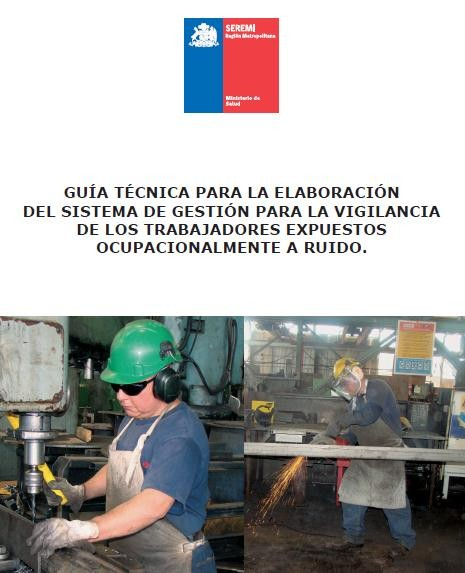 SEREMI
Región Metropolitana
Ministerio de
Salud
GUÍA TÉCNICA PARA LA ELABORACIÓN
DEL SISTEMA DE GESTIÓN PARA LA VIGILANCIA
DE LOS TRABAJADORES EXPUESTOS
OCUPACIONALMENTE A RUIDO.